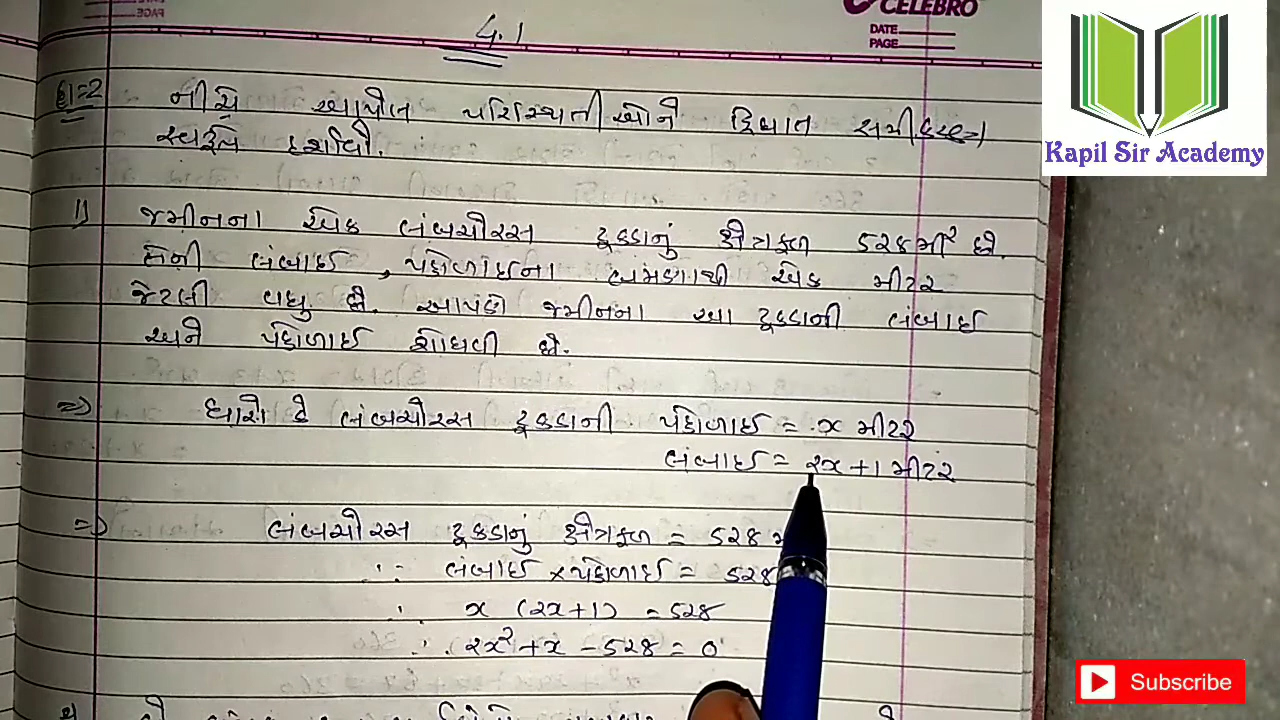 CELEBRO
DATE
PAGE
4.1
દા=2 નીચે આપેલ પરિસ્થિતીઓને દ્વિઘાત સમીકરણ
સ્વરૂપે દર્શાવો.
Kapil Sir Academy
1) જમીનના એક લંબચોરસ ટૂકડાનું ક્ષેત્રફળ 528 મી² છે.
તેની લંબાઈ, પહોળાઈના બમણાથી એક મીટર
જેટલી વધુ છે. આપણે જમીનના આ ટૂકડાની લંબાઈ
અને પહોળાઈ શોધવી છે.
=> ધારો કે લંબચોરસ ટૂકડાની પહોળાઈ = x મીટર
લંબાઈ = 2x + 1 મીટર
=> લંબચોરસ ટૂકડાનું ક્ષેત્રફળ = 528
∴ લંબાઈ × પહોળાઈ = 528
∴ x (2x+1) = 528
∴ 2x² + x - 528 = 0
Subscribe